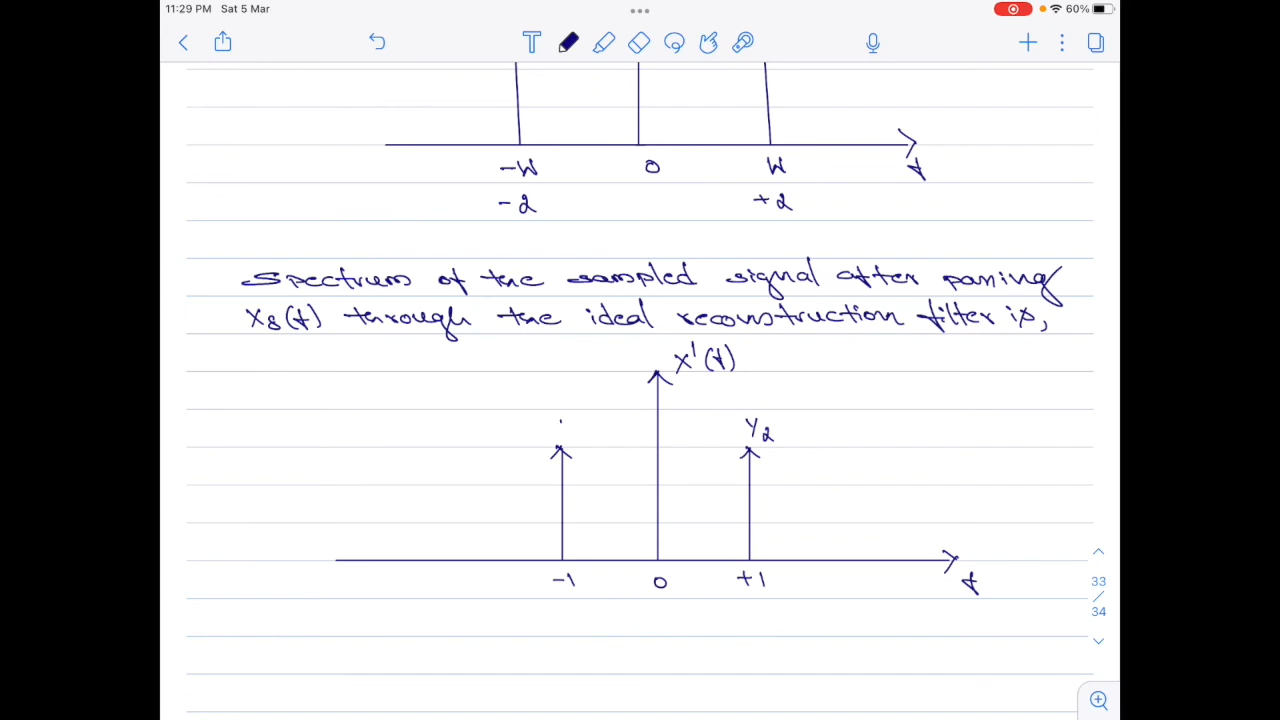 11:29 PM Sat 5 Mar
60%
-W 0 W f
-2 +2
Spectrum of the sampled signal after passing
Xδ(f) through the ideal reconstruction filter is,
X'(f)
1/2
-1 0 +1 f
33
34